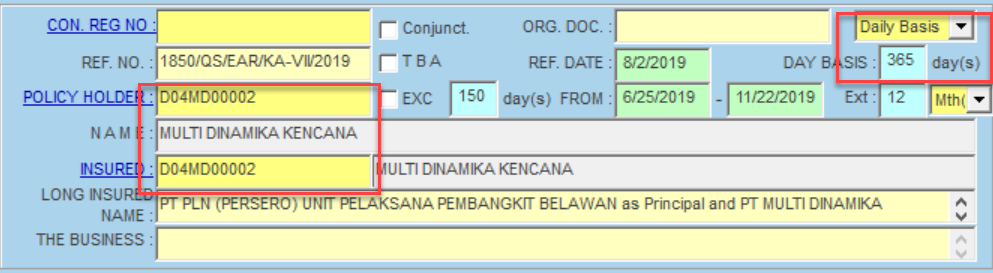 CON. REG NO : Conjunct. ORG. DOC. : Daily Basis
REF. NO. : 1850/QS/EAR/KA-VII/2019 T B A REF. DATE : 8/2/2019 DAY BASIS : 365 day(s)
POLICY HOLDER : D04MD00002 EXC 150 day(s) FROM : 6/25/2019 - 11/22/2019 Ext : 12 Mth(
N A M E : MULTI DINAMIKA KENCANA
INSURED : D04MD00002 MULTI DINAMIKA KENCANA
LONG INSURED NAME : PT PLN (PERSERO) UNIT PELAKSANA PEMBANGKIT BELAWAN as Principal and PT MULTI DINAMIKA
THE BUSINESS :